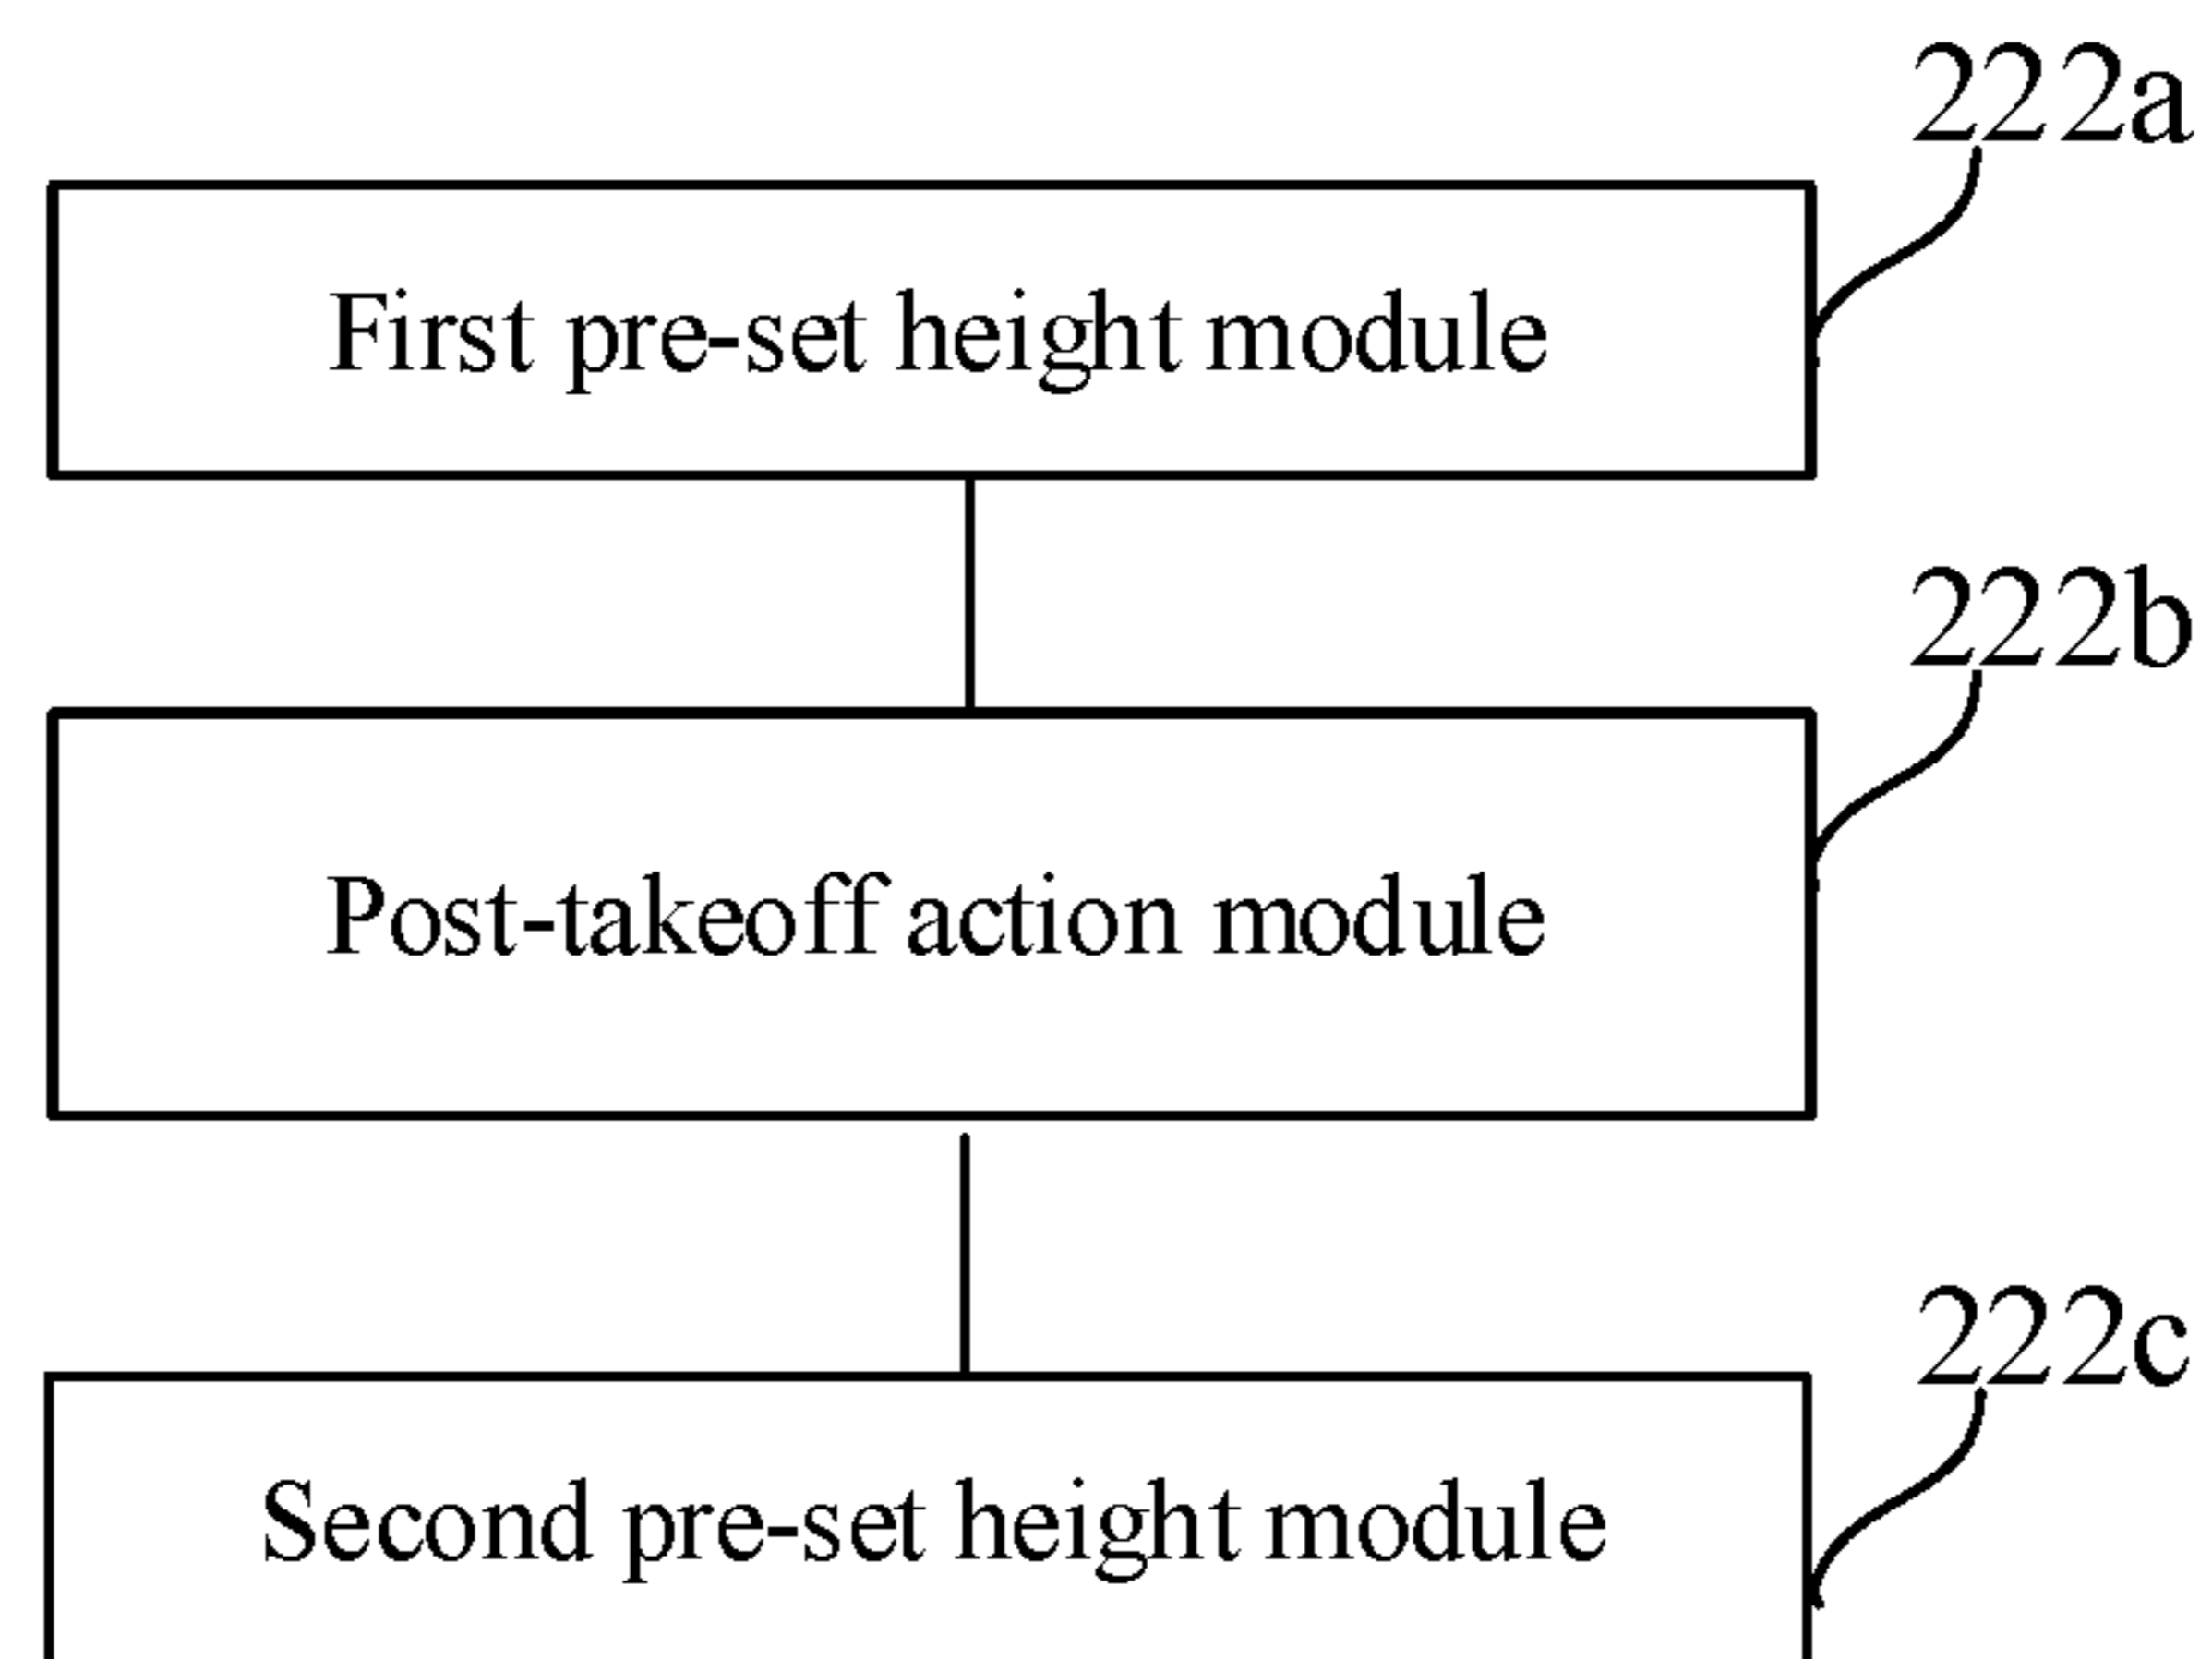 222a
First pre-set height module
222b
Post-takeoff action module
222c
Second pre-set height module